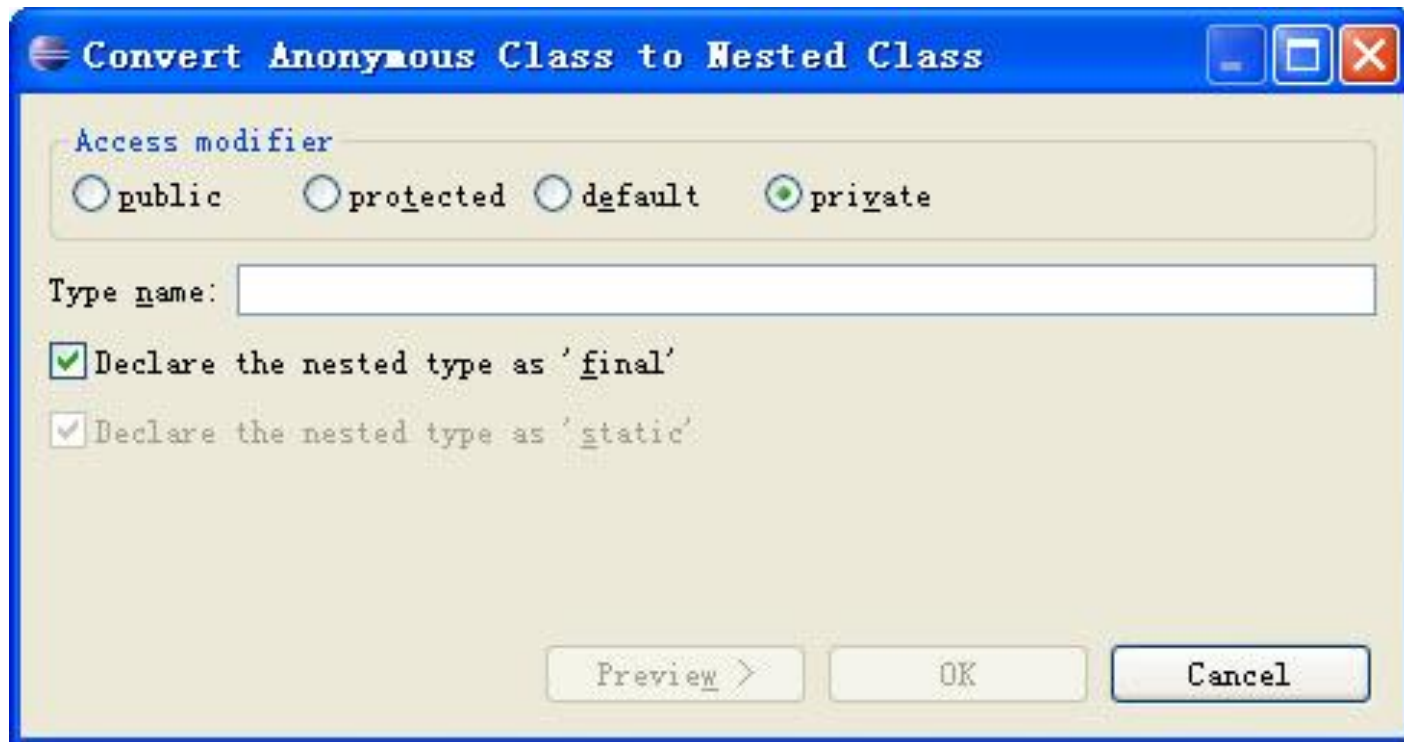 Convert Anonymous Class to Nested Class
Access modifier
public protected default private
Type name:
Declare the nested type as 'final'
Declare the nested type as 'static'
Preview > OK Cancel